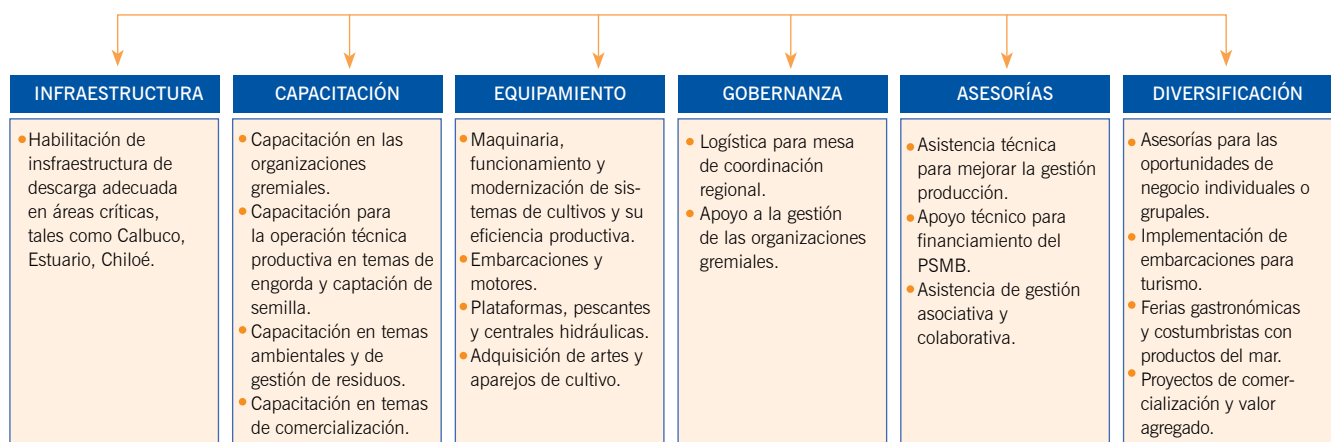 INFRAESTRUCTURA
• Habilitación de
insfraestructura de
descarga adecuada
en áreas críticas,
tales como Calbuco,
Estuario, Chiloé.
CAPACITACIÓN
• Capacitación en las
organizaciones
gremiales.
• Capacitación para
la operación técnica
productiva en temas de
engorda y captación de
semilla.
• Capacitación en temas
ambientales y de
gestión de residuos.
• Capacitación en temas
de comercialización.
EQUIPAMIENTO
• Maquinaria,
funcionamiento y
modernización de sis-
temas de cultivos y su
eficiencia productiva.
• Embarcaciones y
motores.
• Plataformas, pescantes
y centrales hidráulicas.
• Adquisición de artes y
aparejos de cultivo.
GOBERNANZA
• Logística para mesa
de coordinación
regional.
• Apoyo a la gestión
de las organizaciones
gremiales.
ASESORÍAS
• Asistencia técnica
para mejorar la gestión
producción.
• Apoyo técnico para
financiamiento del
PSMB.
• Asistencia de gestión
asociativa y
colaborativa.
DIVERSIFICACIÓN
• Asesorías para las
oportunidades de
negocio individuales o
grupales.
• Implementación de
embarcaciones para
turismo.
• Ferias gastronómicas
y costumbristas con
productos del mar.
• Proyectos de comer-
cialización y valor
agregado.